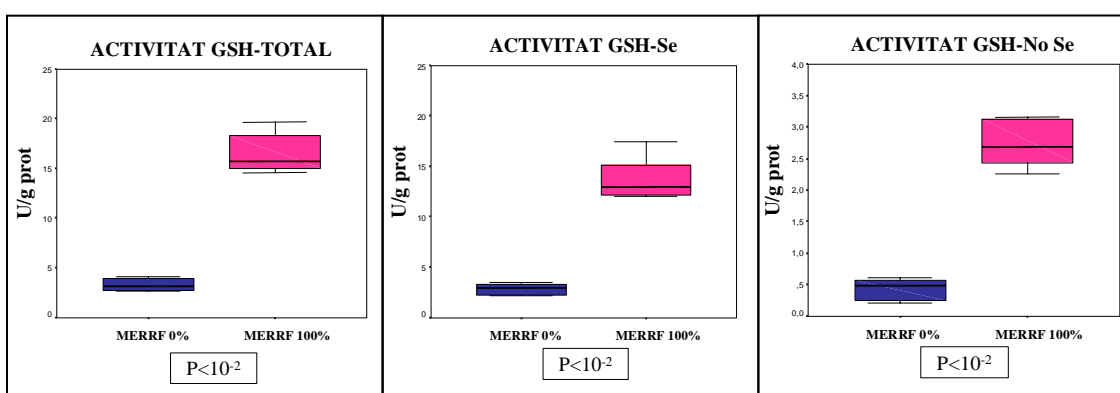 ACTIVITAT GSH-TOTAL
25
20
15
10
5
0
U/g prot
MERRF 0% MERRF 100%
P<10-2
ACTIVITAT GSH-Se
25
20
15
10
5
0
U/g prot
MERRF 0% MERRF 100%
P<10-2
ACTIVITAT GSH-No Se
4,0
3,5
3,0
2,5
2,0
1,5
1,0
,5
0,0
U/g prot
MERRF 0% MERRF 100%
P<10-2